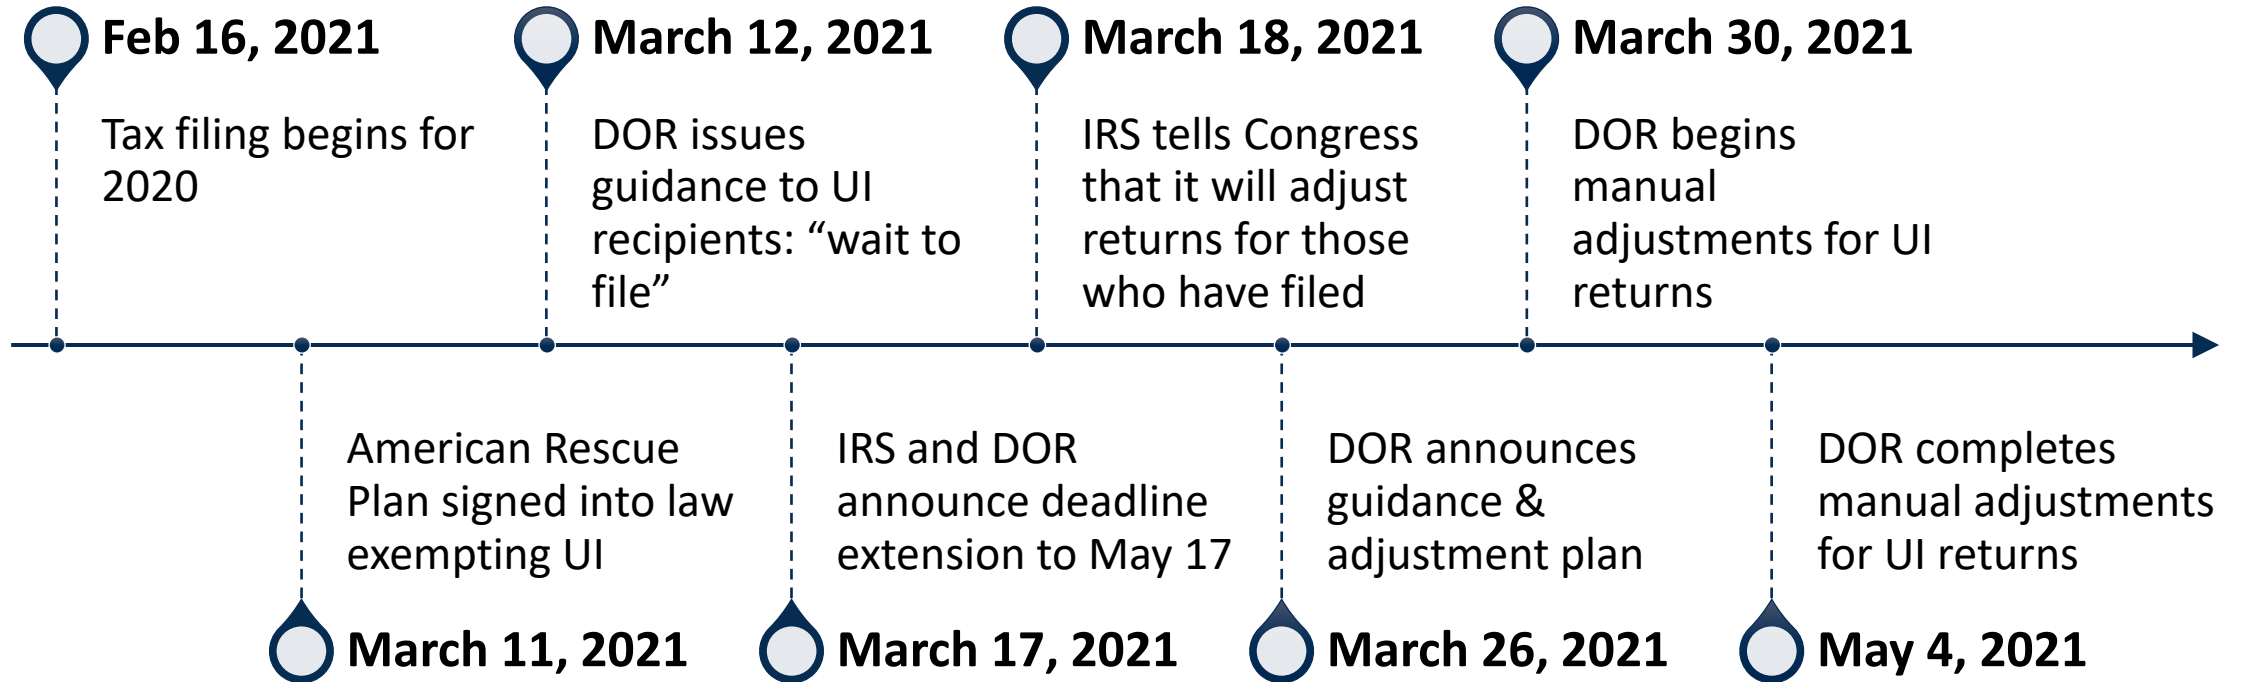 Feb 16, 2021
Tax filing begins for
2020
March 11, 2021
American Rescue
Plan signed into law
exempting UI
March 12, 2021
DOR issues
guidance to UI
recipients: “wait to
file”
March 17, 2021
IRS and DOR
announce deadline
extension to May 17
March 18, 2021
IRS tells Congress
that it will adjust
returns for those
who have filed
March 26, 2021
DOR announces
guidance &
adjustment plan
March 30, 2021
DOR begins
manual
adjustments for UI
returns
May 4, 2021
DOR completes
manual adjustments
for UI returns